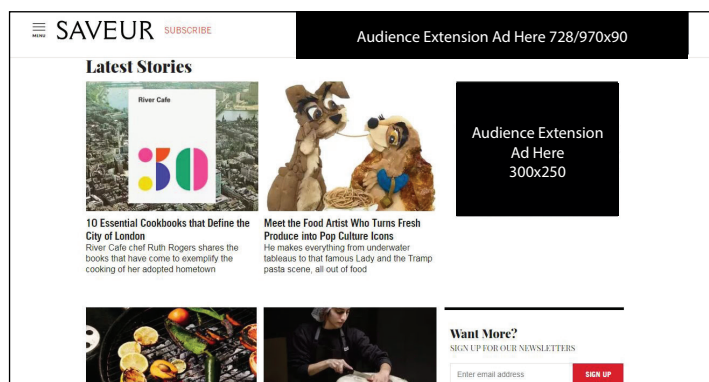 MENU
SAVEUR
SUBSCRIBE
Audience Extension Ad Here 728/970x90
Latest Stories
River Cafe
30
Audience Extension
Ad Here
300x250
10 Essential Cookbooks that Define the
City of London
River Cafe chef Ruth Rogers shares the
books that have come to exemplify the
cooking of her adopted hometown
Meet the Food Artist Who Turns Fresh
Produce into Pop Culture Icons
He makes everything from underwater
tableaus to that famous Lady and the Tramp
pasta scene, all out of food
Want More?
SIGN UP FOR OUR NEWSLETTERS
Enter email address
SIGN UP